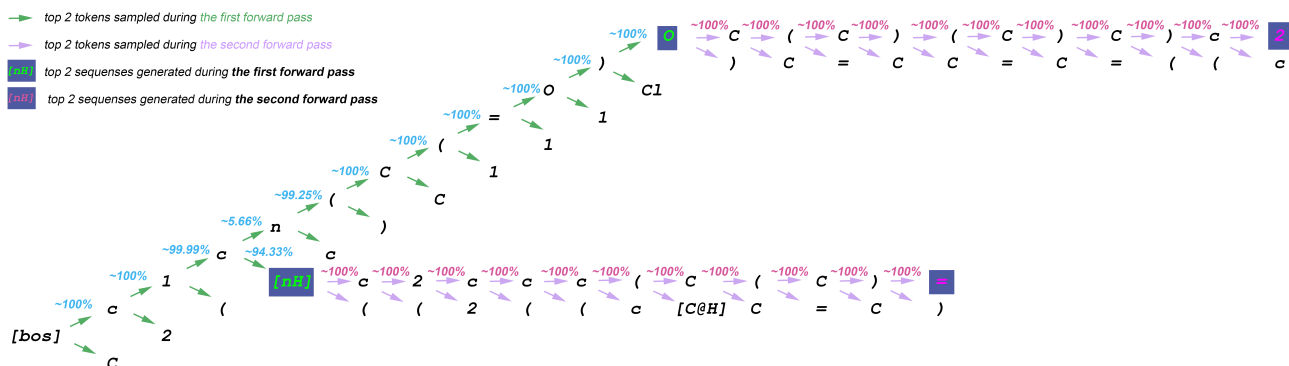 top 2 tokens sampled during the first forward pass
top 2 tokens sampled during the second forward pass
[nH] top 2 sequenses generated during the first forward pass
[nH] top 2 sequenses generated during the second forward pass
~100% ~100% ~100% ~100% ~100% ~100% ~100% ~100% ~100% ~100%
~100% O C ( C ) ( C ) C ) c 2
) C = C C = C = ( ( c
~100% )
~100% O Cl
~100% = 1
~100% ( 1
~100% C 1
~99.25% ( C
~5.66% n )
~99.99% c ~94.33% c
~100% ~100% ~100% ~100% ~100% ~100% ~100% ~100% ~100% ~100%
~100% 1 [nH] c 2 c c c ( C ( C ) =
~100% c ( ( ( 2 ( ( c [C@H] C = C )
[bos] 2
C